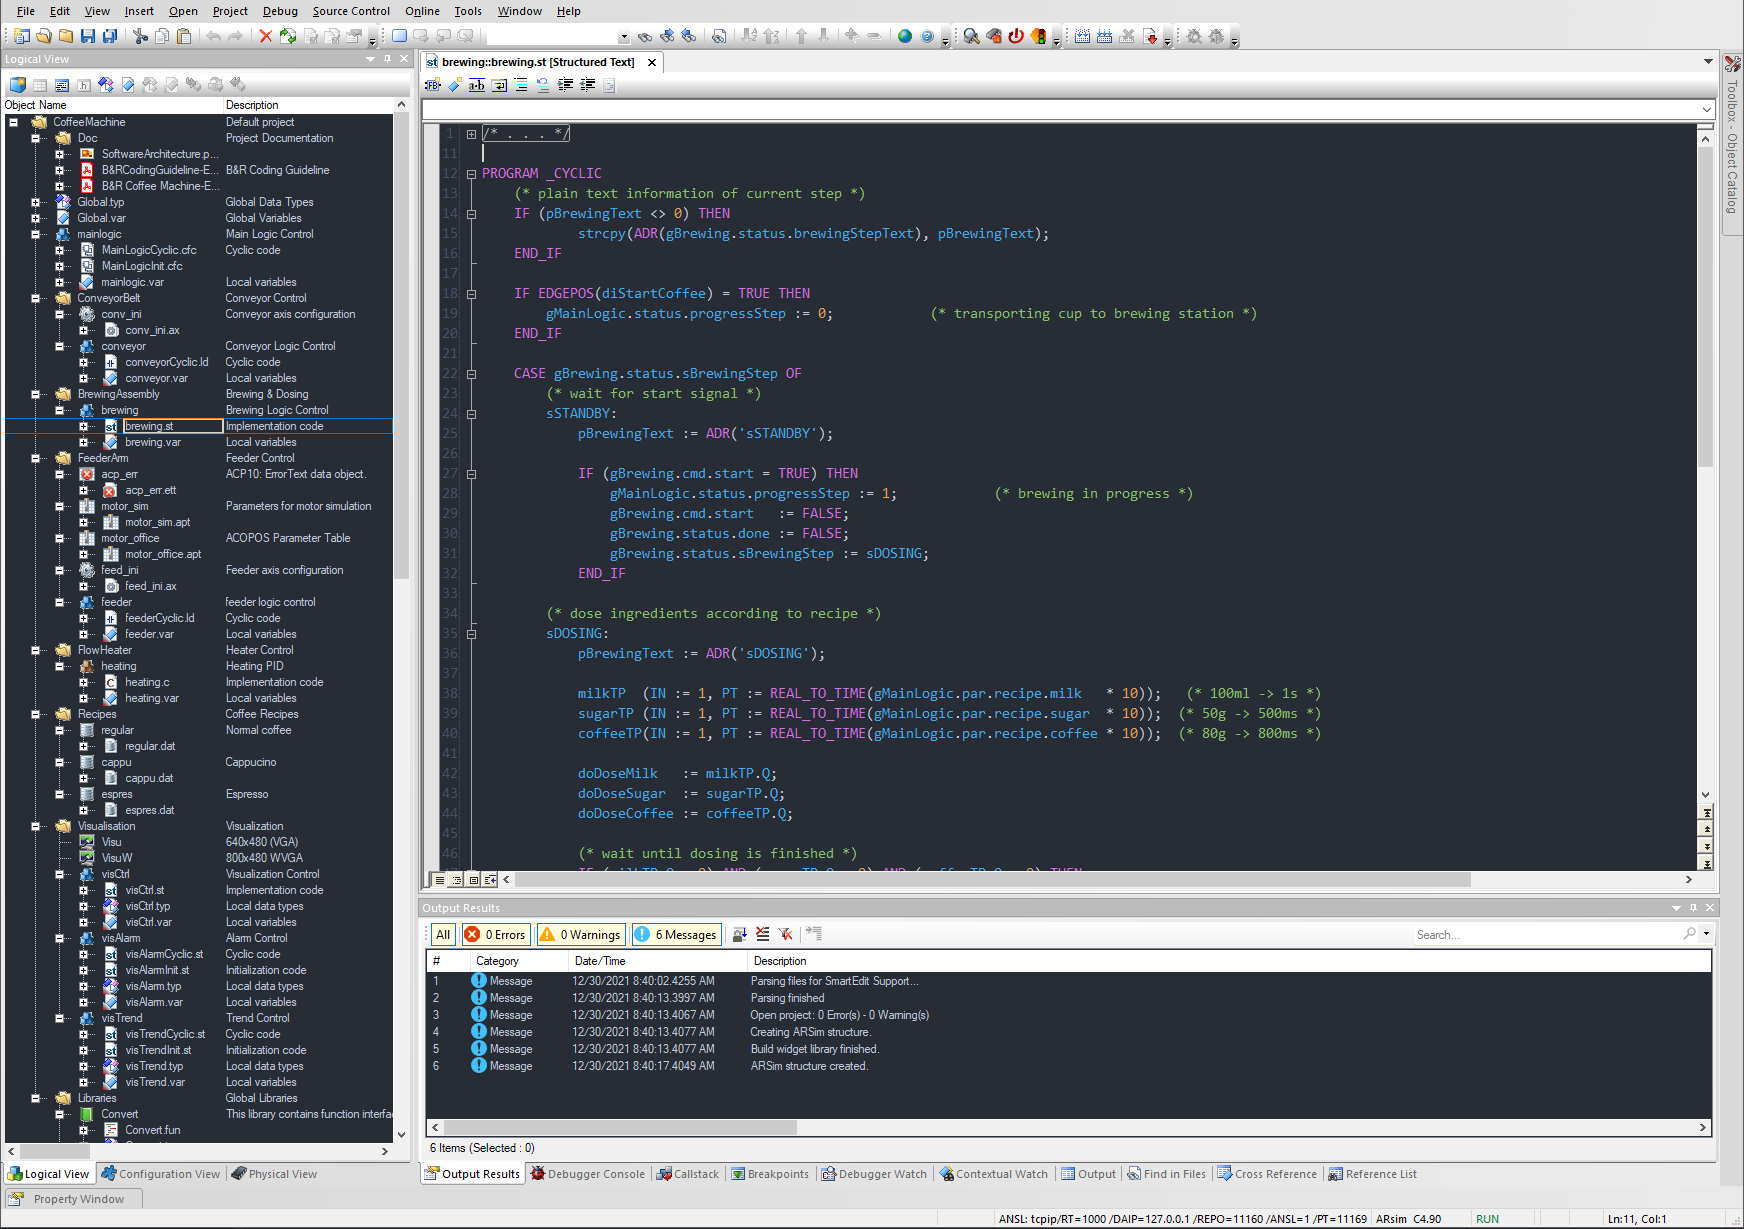 File Edit View Insert Open Project Debug Source Control Online Tools Window Help
Logical View
Object Name Description
CoffeeMachine Default project
Doc Project Documentation
SoftwareArchitecture.p...
B&RCodingGuideline-E... B&R Coding Guideline
B&R Coffee Machine-E...
Global.typ Global Data Types
Global.var Global Variables
mainlogic Main Logic Control
MainLogicCyclic.cfc Cyclic code
MainLogicInit.cfc
mainlogic.var Local variables
ConveyorBelt Conveyor Control
conv_ini Conveyor axis configuration
conv_ini.ax
conveyor Conveyor Logic Control
conveyorCyclic.ld Cyclic code
conveyor.var Local variables
BrewingAssembly Brewing & Dosing
brewing Brewing Logic Control
brewing.st Implementation code
brewing.var Local variables
FeederArm Feeder Control
acp_err ACP10: ErrorText data object.
acp_err.ett
motor_sim Parameters for motor simulation
motor_sim.apt
motor_office ACOPOS Parameter Table
motor_office.apt
feed_ini Feeder axis configuration
feed_ini.ax
feeder feeder logic control
feederCyclic.ld Cyclic code
feeder.var Local variables
FlowHeater Heater Control
heating Heating PID
heating.c Implementation code
heating.var Local variables
Recipes Coffee Recipes
regular Normal coffee
regular.dat
cappu Cappucino
cappu.dat
espres Espresso
espres.dat
Visualisation Visualization
Visu 640x480 (VGA)
VisuW 800x480 WVGA
visCtrl Visualization Control
visCtrl.st Implementation code
visCtrl.typ Local data types
visCtrl.var Local variables
visAlarm Alarm Control
visAlarmCyclic.st Cyclic code
visAlarmInit.st Initialization code
visAlarm.typ Local data types
visAlarm.var Local variables
visTrend Trend Control
visTrendCyclic.st Cyclic code
visTrendInit.st Initialization code
visTrend.typ Local data types
visTrend.var Local variables
Libraries Global Libraries
Convert This library contains function interfa
Convert.fun
Logical View Configuration View Physical View
Property Window
brewing::brewing.st [Structured Text]
1 /* . . . */
11
12 PROGRAM _CYCLIC
13 (* plain text information of current step *)
14 IF (pBrewingText <> 0) THEN
15 strcpy(ADR(gBrewing.status.brewingStepText), pBrewingText);
16 END_IF
17
18 IF EDGEPOS(diStartCoffee) = TRUE THEN
19 gMainLogic.status.progressStep := 0; (* transporting cup to brewing station *)
20 END_IF
21
22 CASE gBrewing.status.sBrewingStep OF
23 (* wait for start signal *)
24 sSTANDBY:
25 pBrewingText := ADR('sSTANDBY');
26
27 IF (gBrewing.cmd.start = TRUE) THEN
28 gMainLogic.status.progressStep := 1; (* brewing in progress *)
29 gBrewing.cmd.start := FALSE;
30 gBrewing.status.done := FALSE;
31 gBrewing.status.sBrewingStep := sDOSING;
32 END_IF
33
34 (* dose ingredients according to recipe *)
35 sDOSING:
36 pBrewingText := ADR('sDOSING');
37
38 milkTP (IN := 1, PT := REAL_TO_TIME(gMainLogic.par.recipe.milk * 10)); (* 100ml -> 1s *)
39 sugarTP (IN := 1, PT := REAL_TO_TIME(gMainLogic.par.recipe.sugar * 10)); (* 50g -> 500ms *)
40 coffeeTP(IN := 1, PT := REAL_TO_TIME(gMainLogic.par.recipe.coffee * 10)); (* 80g -> 800ms *)
41
42 doDoseMilk := milkTP.Q;
43 doDoseSugar := sugarTP.Q;
44 doDoseCoffee := coffeeTP.Q;
45
46 (* wait until dosing is finished *)
Toolbox - Object Catalog
Output Results
All 0 Errors 0 Warnings 6 Messages Search...
# Category Date/Time Description
1 Message 12/30/2021 8:40:02.4255 AM Parsing files for SmartEdit Support...
2 Message 12/30/2021 8:40:13.3997 AM Parsing finished
3 Message 12/30/2021 8:40:13.4067 AM Open project: 0 Error(s) - 0 Warning(s)
4 Message 12/30/2021 8:40:13.4077 AM Creating ARSim structure.
5 Message 12/30/2021 8:40:13.4077 AM Build widget library finished.
6 Message 12/30/2021 8:40:17.4049 AM ARSim structure created.
6 Items (Selected : 0)
Output Results Debugger Console Callstack Breakpoints Debugger Watch Contextual Watch Output Find in Files Cross Reference Reference List
ANSL: tcpip/RT=1000 /DAIP=127.0.0.1 /REPO=11160 /ANSL=1 /PT=11169 ARsim C4.90 RUN Ln:11, Col:1